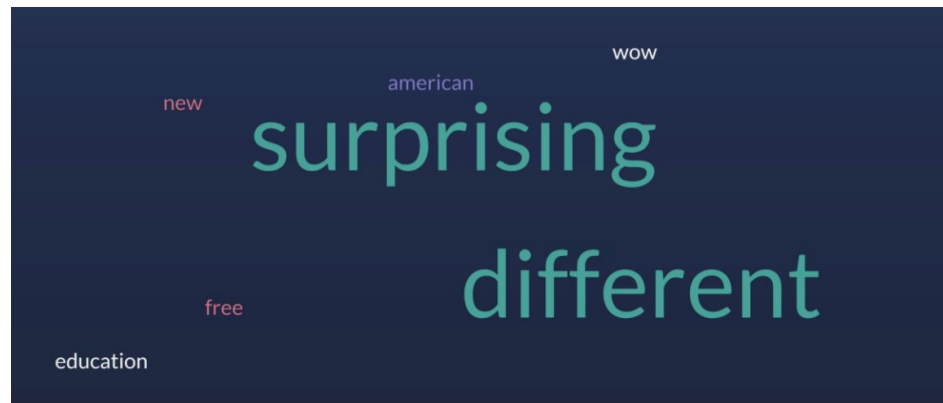 wow
american
new
surprising
different
free
education